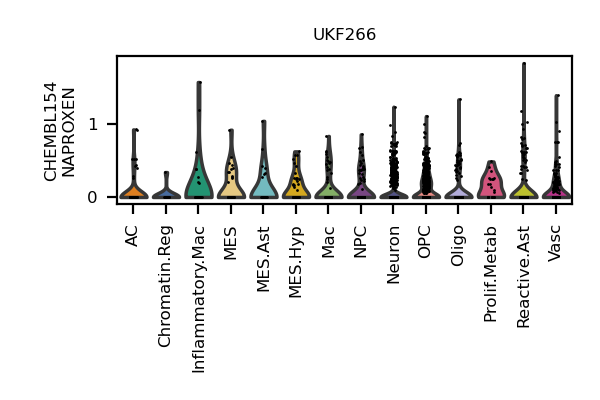 UKF266
CHEMBL154
NAPROXEN
1
0
AC
Chromatin.Reg
Inflammatory.Mac
MES
MES.Ast
MES.Hyp
Mac
NPC
Neuron
OPC
Oligo
Prolif.Metab
Reactive.Ast
Vasc